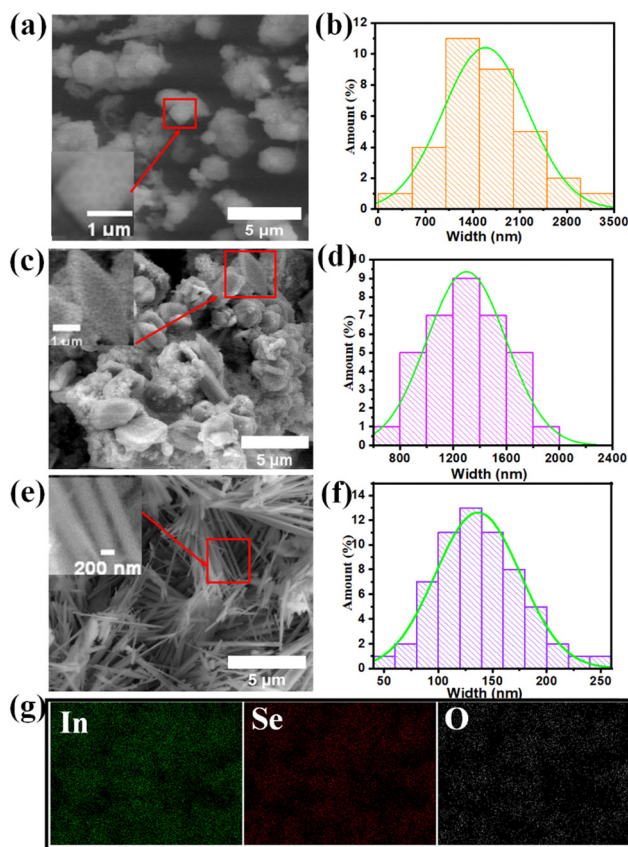 (a)
1 um
5 μm
(b)
Amount (%)
12
10
8
6
4
2
0
0 700 1400 2100 2800 3500
Width (nm)
(c)
1 um
5 μm
(d)
Amount (%)
10
9
8
7
6
5
4
3
2
1
0
800 1200 1600 2000 2400
Width (nm)
(e)
200 nm
5 μm
(f)
Amount (%)
14
12
10
8
6
4
2
0
50 100 150 200 250
Width (nm)
(g)
In
Se
O